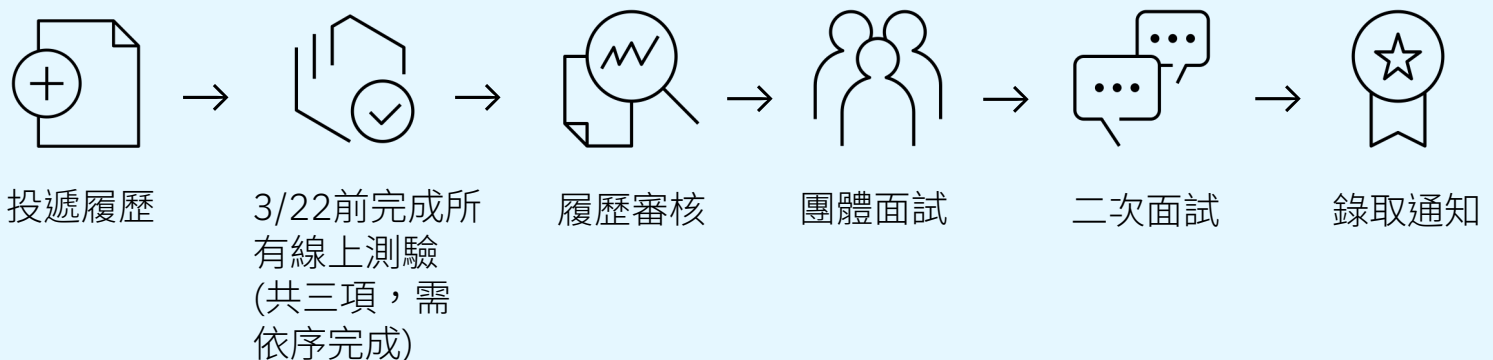 投遞履歷
3/22前完成所
有線上測驗
(共三項，需
依序完成)
履歷審核
團體面試
二次面試
錄取通知